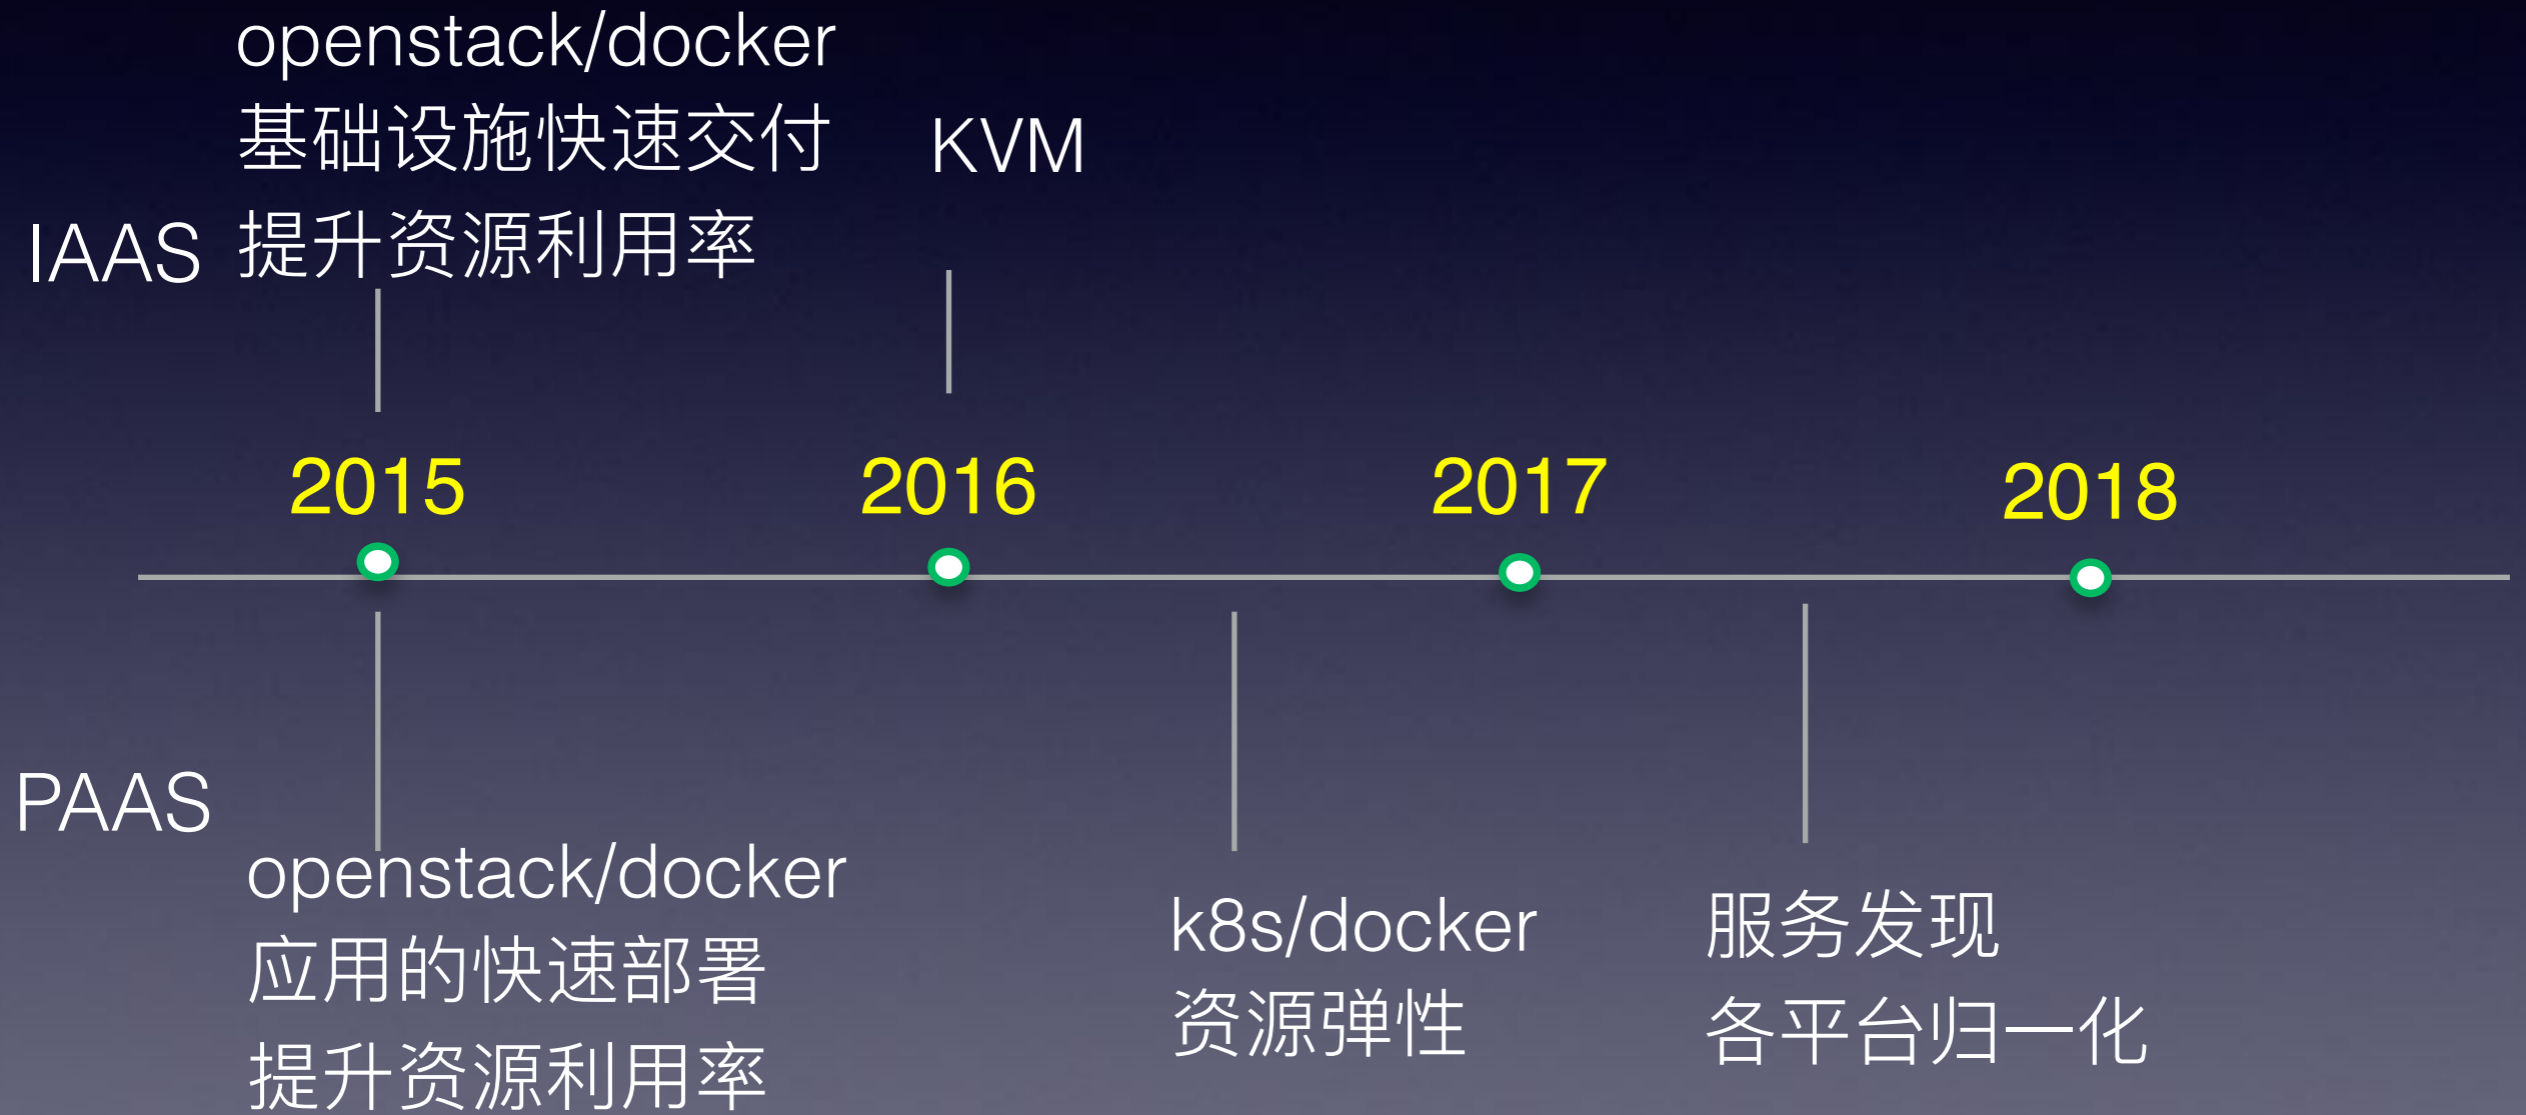 openstack/docker
基础设施快速交付
提升资源利用率
KVM
IAAS
2015
2016
2017
2018
PAAS
openstack/docker
应用的快速部署
提升资源利用率
k8s/docker
资源弹性
服务发现
各平台归一化